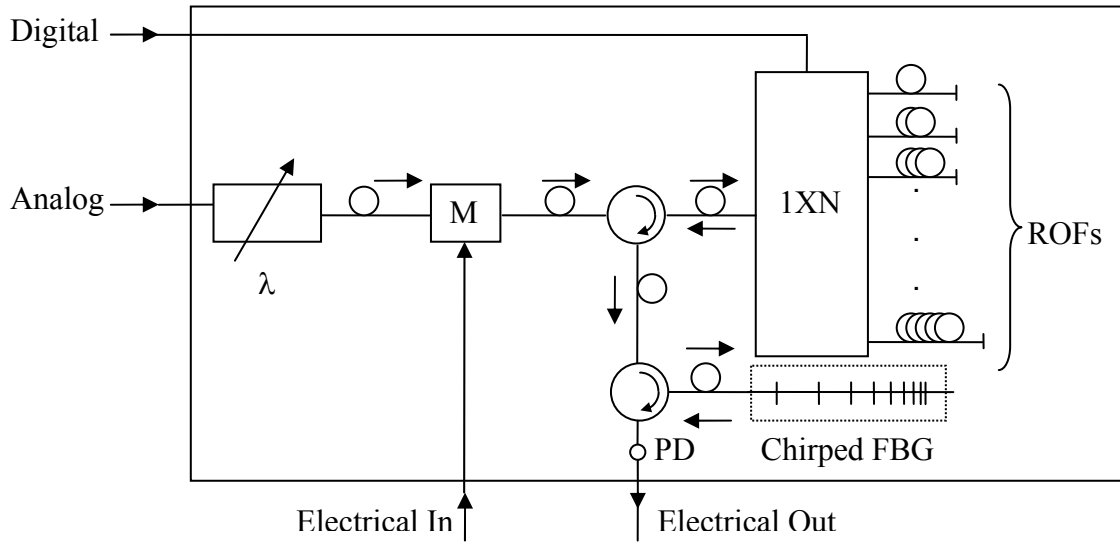 Digital
Analog
λ
M
1XN
ROFs
PD
Chirped FBG
Electrical In
Electrical Out